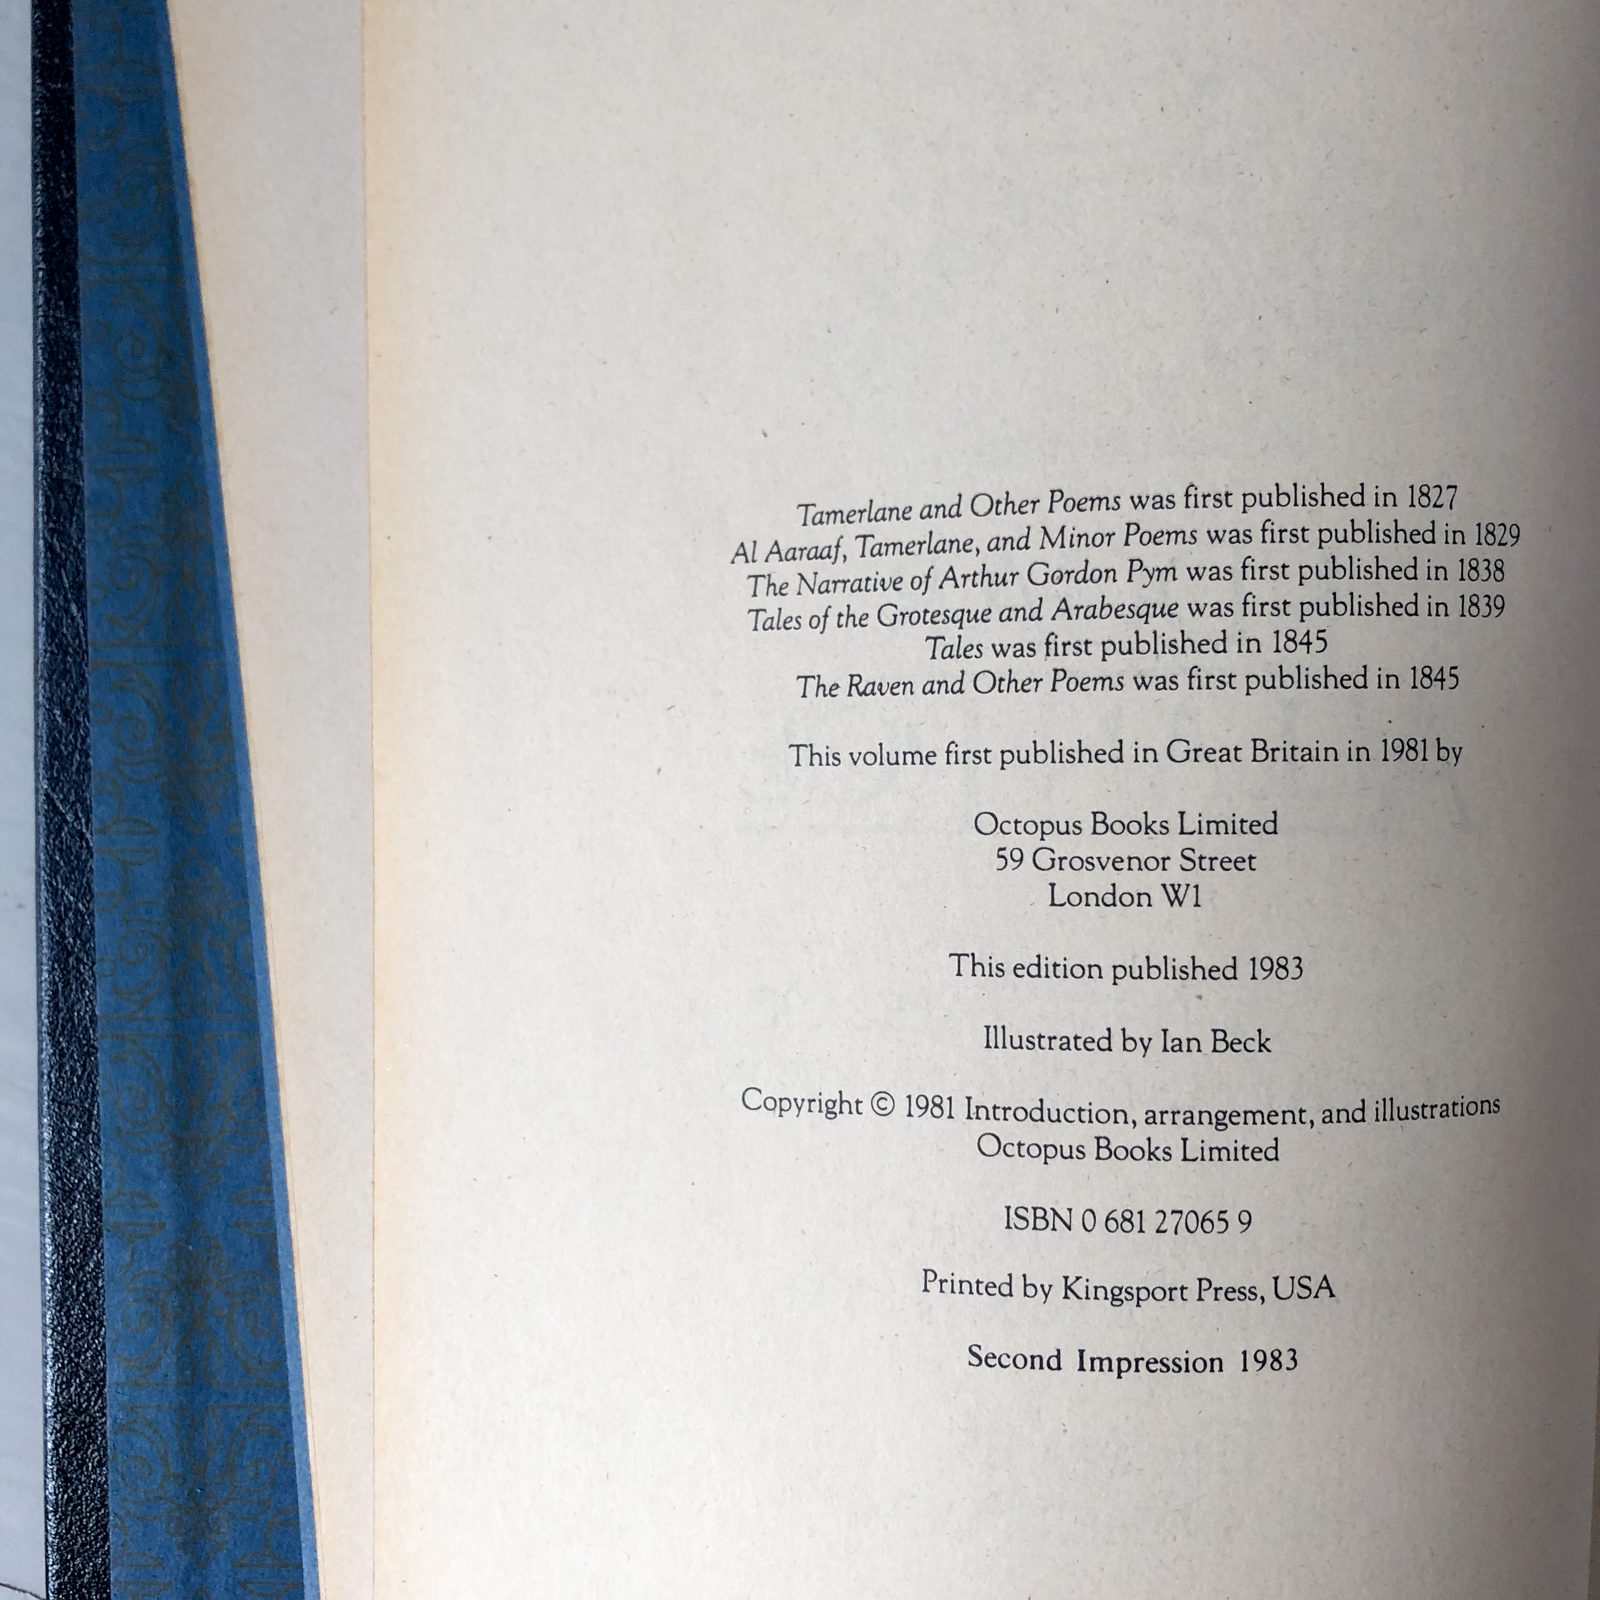 Tamerlane and Other Poems was first published in 1827
Al Aaraaf, Tamerlane, and Minor Poems was first published in 1829
The Narrative of Arthur Gordon Pym was first published in 1838
Tales of the Grotesque and Arabesque was first published in 1839
Tales was first published in 1845
The Raven and Other Poems was first published in 1845
This volume first published in Great Britain in 1981 by
Octopus Books Limited
59 Grosvenor Street
London W1
This edition published 1983
Illustrated by Ian Beck
Copyright © 1981 Introduction, arrangement, and illustrations
Octopus Books Limited
ISBN 0 681 27065 9
Printed by Kingsport Press, USA
Second Impression 1983